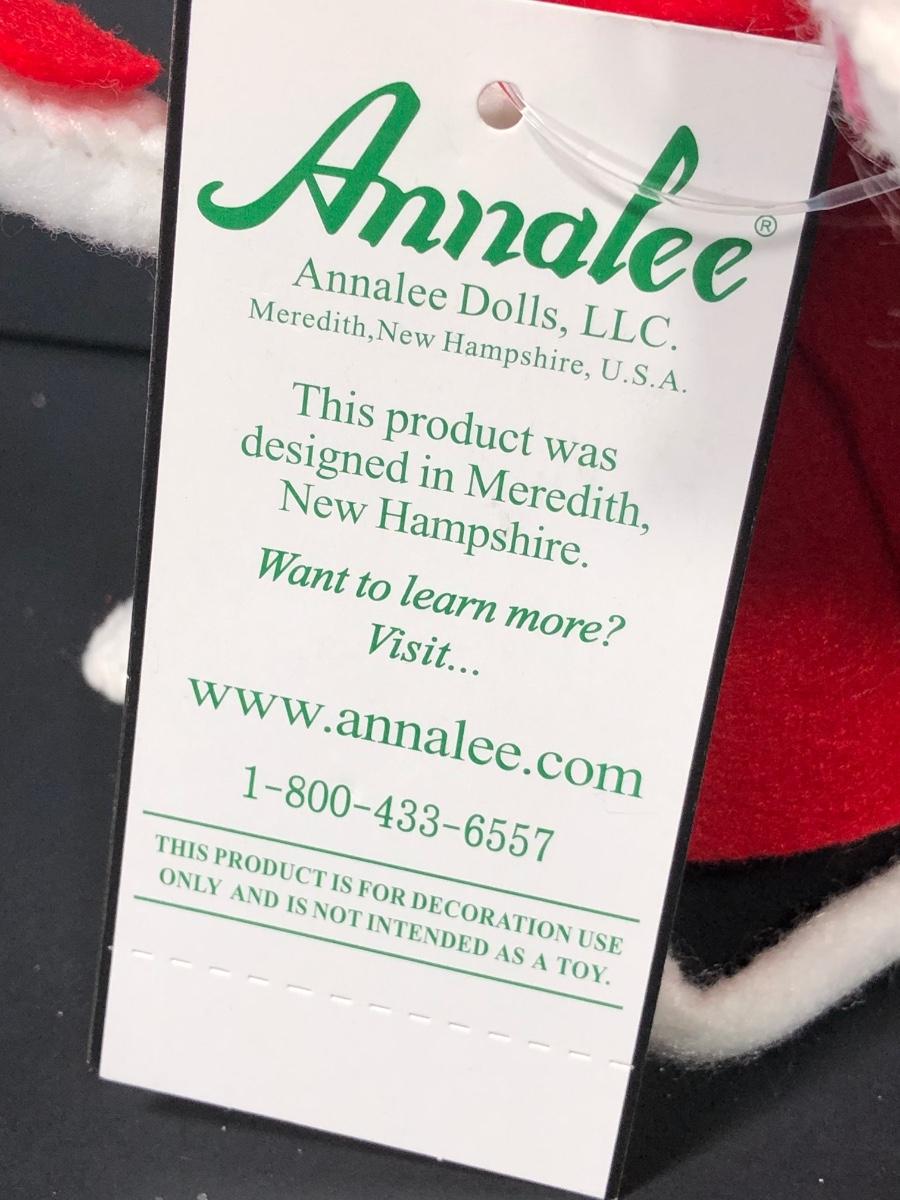 Annalee®
Annalee Dolls, LLC.
Meredith, New Hampshire, U.S.A.
This product was
designed in Meredith,
New Hampshire.
Want to learn more?
Visit...
www.annalee.com
1-800-433-6557
THIS PRODUCT IS FOR DECORATION USE
ONLY AND IS NOT INTENDED AS A TOY.